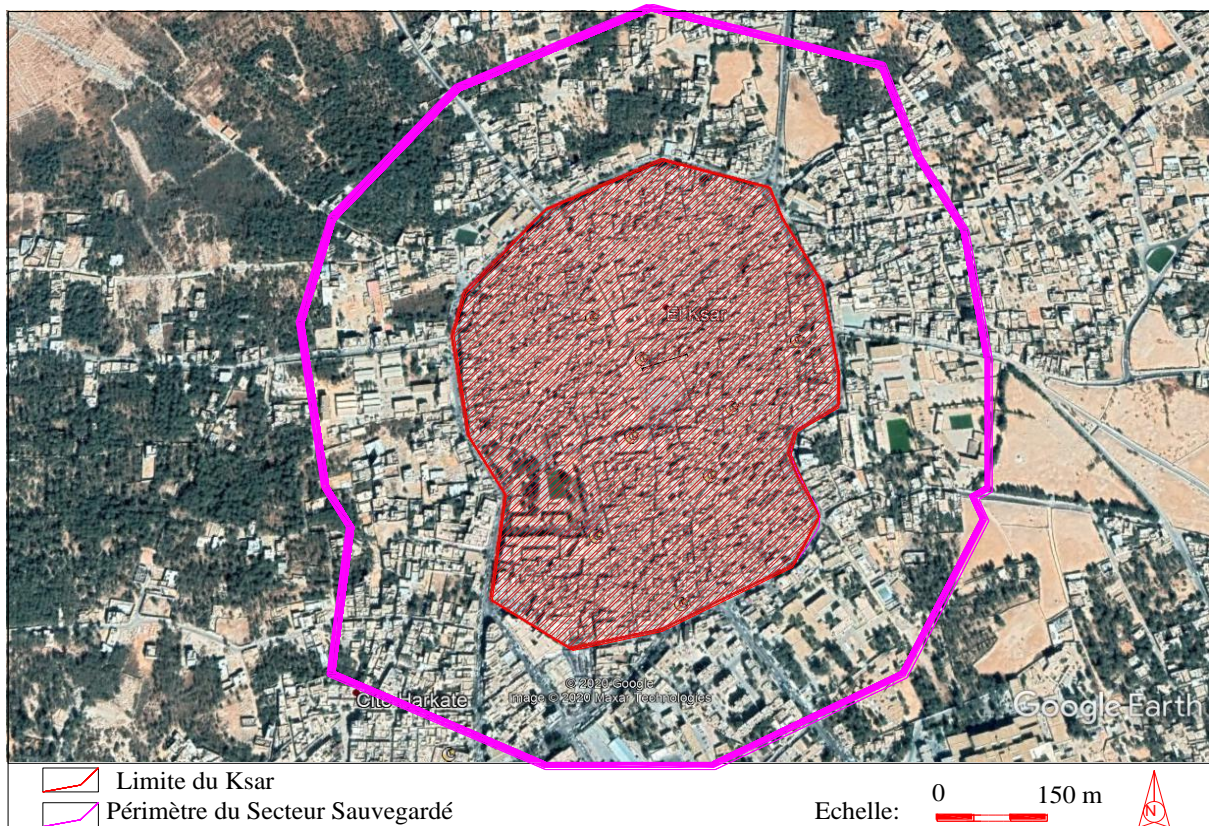 El Ksar
© 2020 Google
Image © 2020 Maxar Technologies
Cité Harkate
Google Earth
Limite du Ksar
Périmètre du Secteur Sauvegardé
Echelle: 0 150 m
N